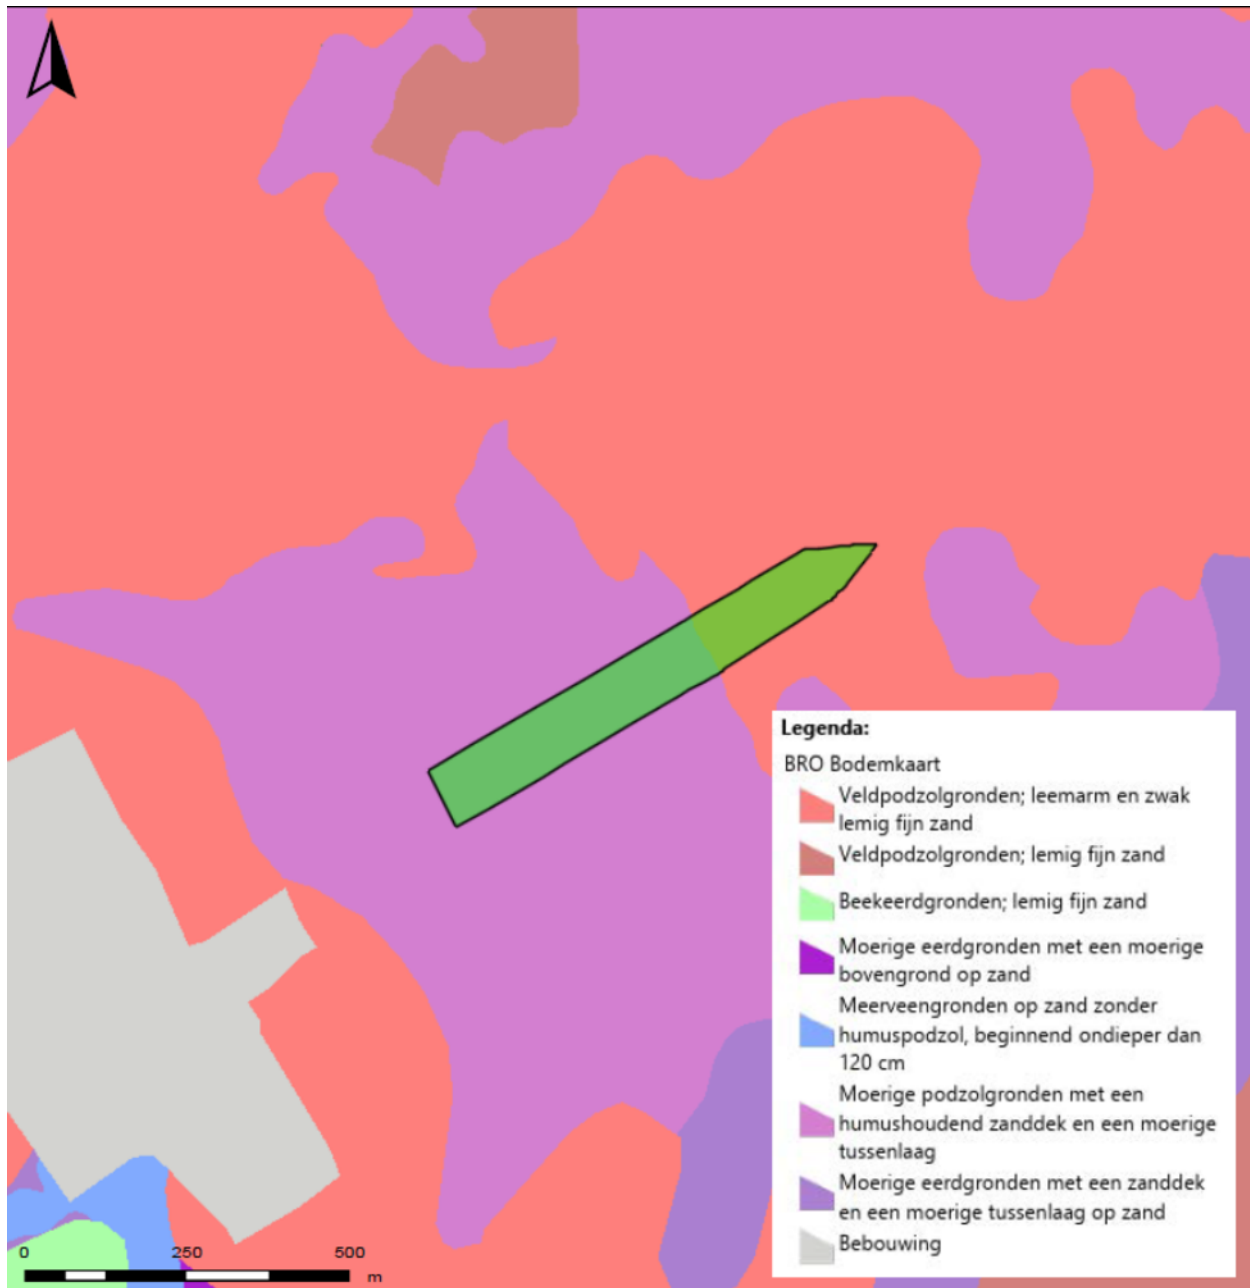 Legenda:
BRO Bodemkaart
Veldpodzolgronden; leemarm en zwak
lemig fijn zand
Veldpodzolgronden; lemig fijn zand
Beekeerdgronden; lemig fijn zand
Moerige eerdgronden met een moerige
bovengrond op zand
Meerveengronden op zand zonder
humuspodzol, beginnend ondieper dan
120 cm
Moerige podzolgronden met een
humushoudend zanddek en een moerige
tussenlaag
Moerige eerdgronden met een zanddek
en een moerige tussenlaag op zand
Bebouwing
0 250 500
m